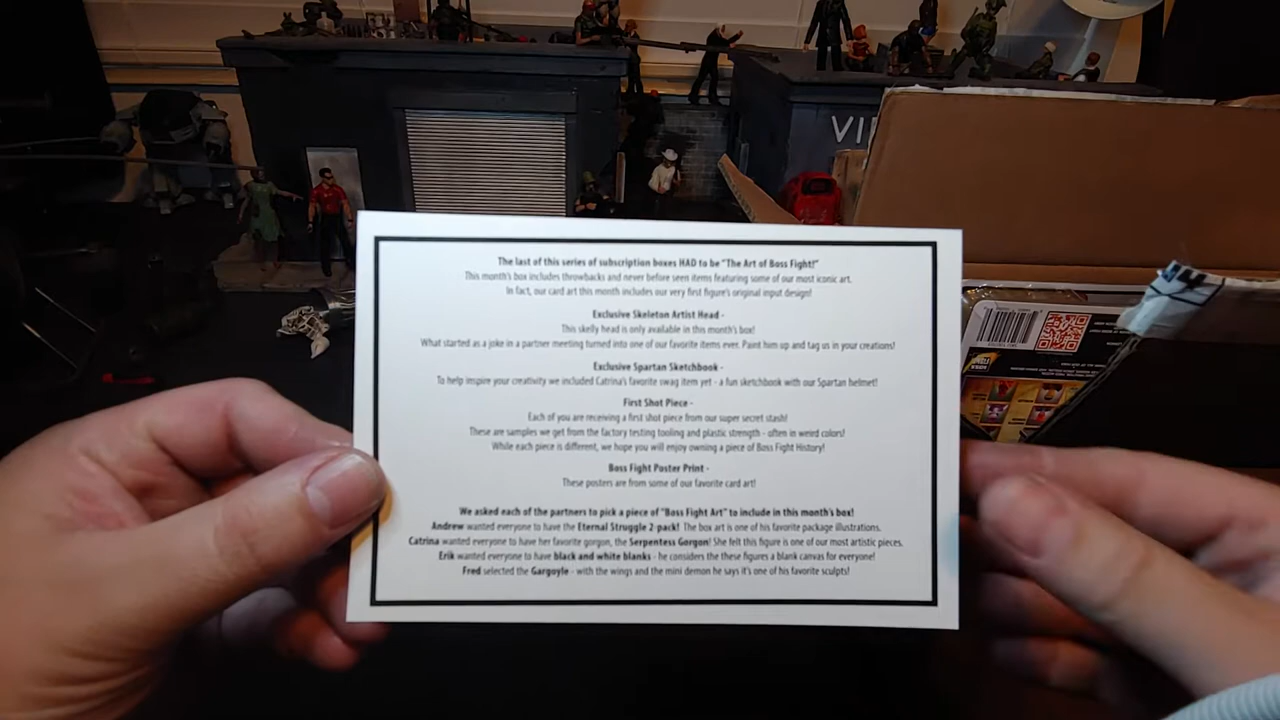 VI
The last of this series of subscription boxes HAD to be "The Art of Boss Fight!"
This month's box includes throwbacks and never before seen items featuring some of our most iconic art.
In fact, our card art this month includes our very first figure's original input design!
Exclusive Skeleton Artist Head -
This skelly head is only available in this month's box!
What started as a joke in a partner meeting turned into one of our favorite items ever. Paint him up and tag us in your creations!
Exclusive Spartan Sketchbook -
To help inspire your creativity we included Catrina's favorite swag item yet - a fun sketchbook with our Spartan helmet!
First Shot Piece -
Each of you are receiving a first shot piece from our super secret stash!
These are samples we get from the factory testing tooling and plastic strength - often in weird colors!
While each piece is different, we hope you will enjoy owning a piece of Boss Fight History!
Boss Fight Poster Print -
These posters are from some of our favorite card art!
We asked each of the partners to pick a piece of "Boss Fight Art" to include in this month's box!
Andrew wanted everyone to have the Eternal Struggle 2-pack! The box art is one of his favorite package illustrations.
Catrina wanted everyone to have her favorite gorgon, the Serpentess Gorgon! She felt this figure is one of our most artistic pieces.
Erik wanted everyone to have black and white blanks - he considers the these figures a blank canvas for everyone!
Fred selected the Gargoyle - with the wings and the mini demon he says it's one of his favorite sculpts!